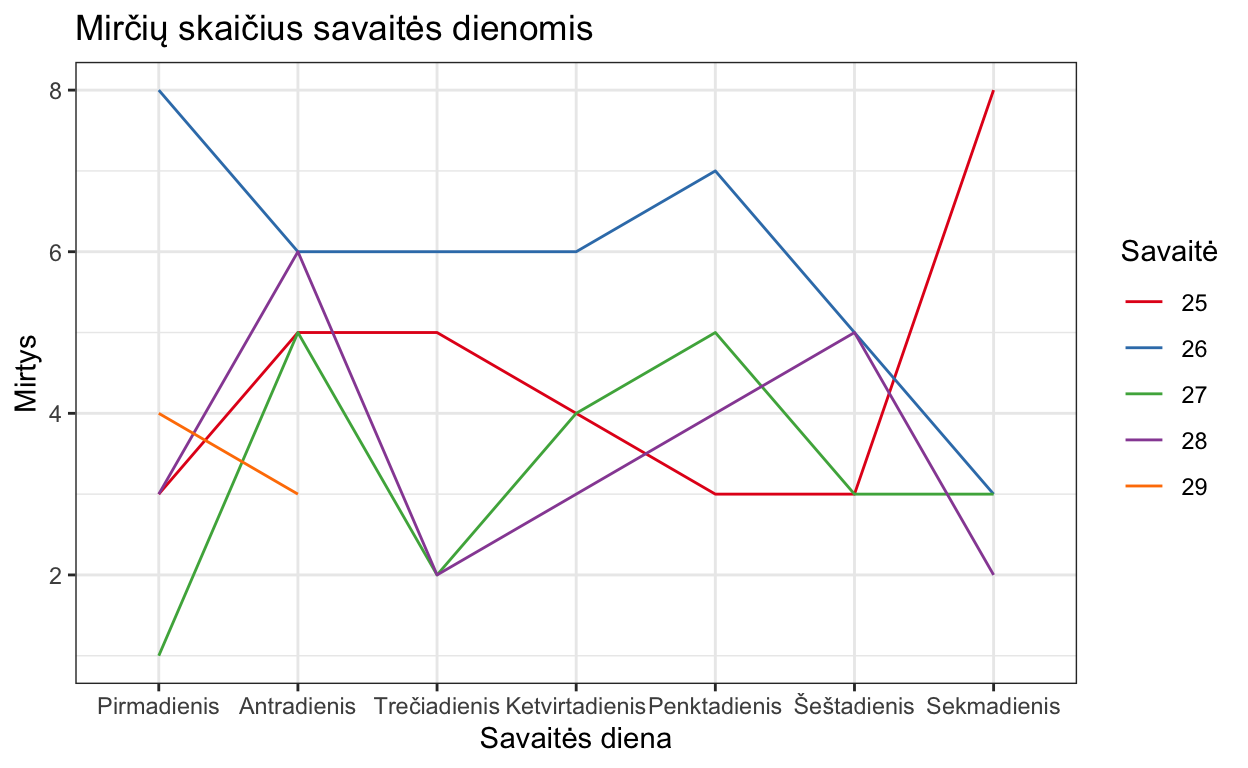 Mirčių skaičius savaitės dienomis
8
6
4
2
Mirtys
Pirmadienis Antradienis Trečiadienis Ketvirtadienis Penktadienis Šeštadienis Sekmadienis
Savaitės diena
Savaitė
25
26
27
28
29